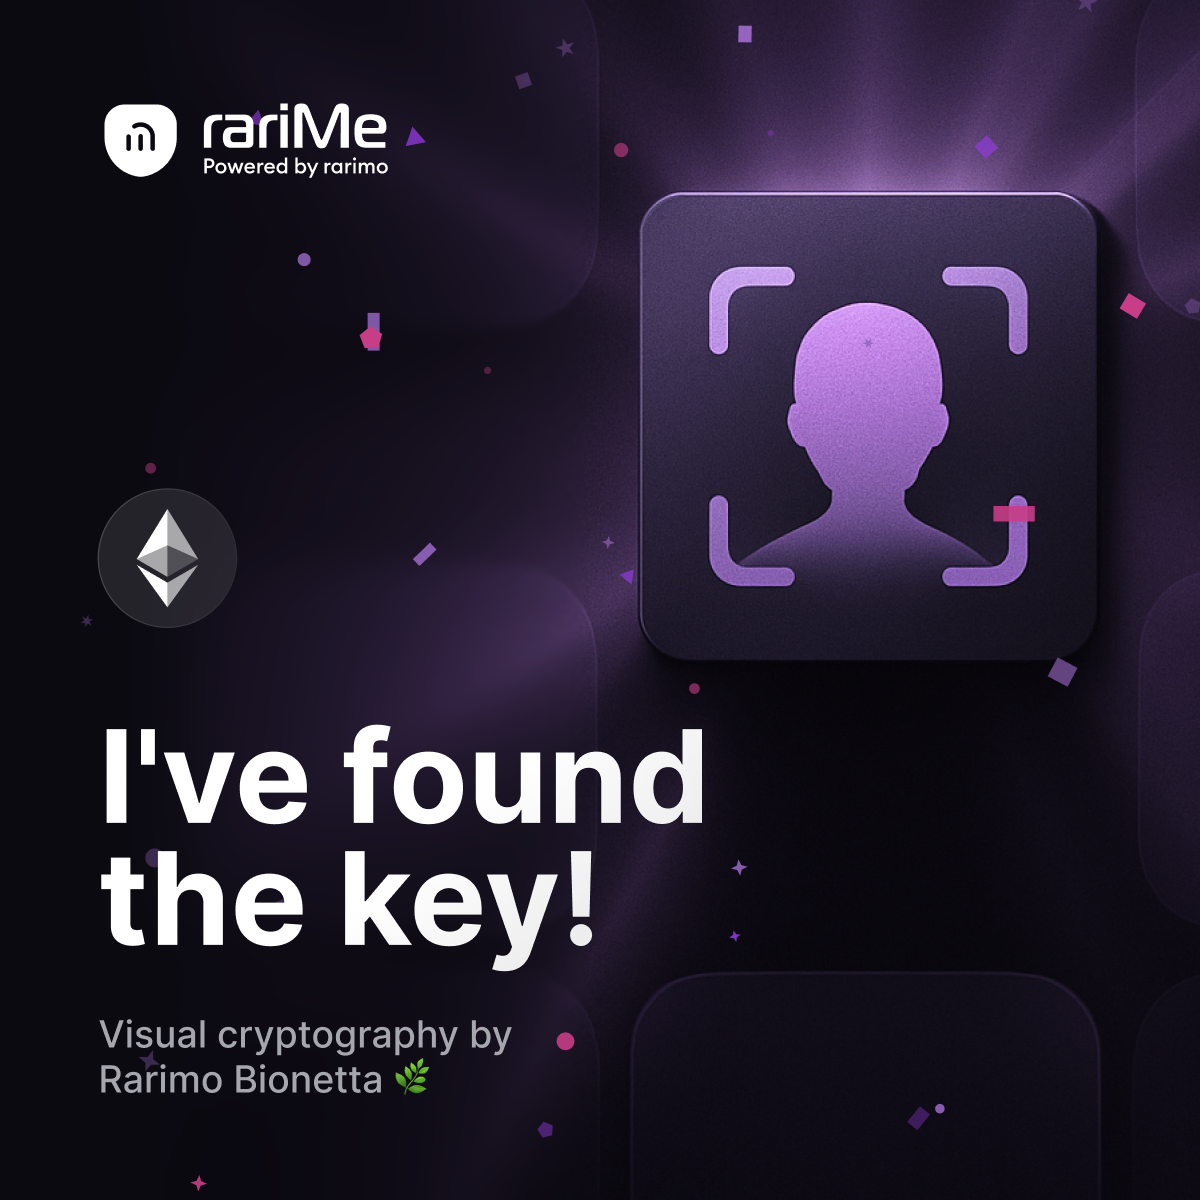 rariMe
Powered by rarimo
I've found
the key!
Visual cryptography by
Rarimo Bionetta 🌿